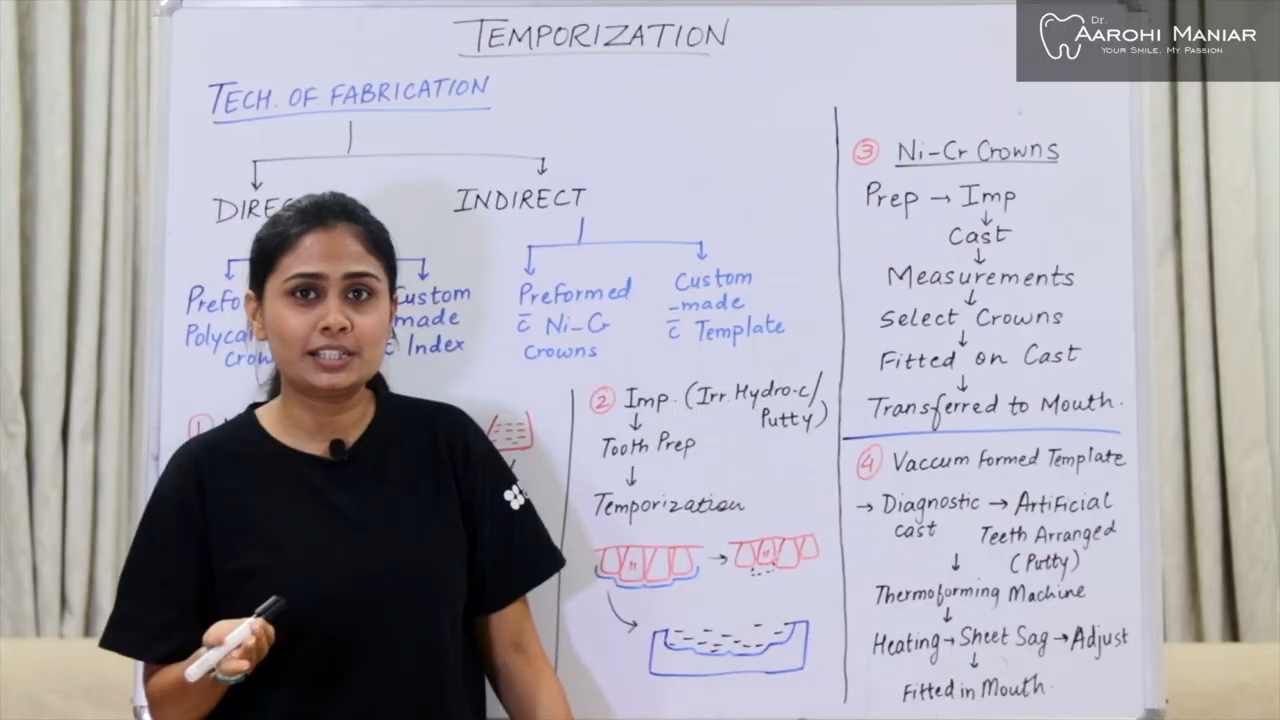 TEMPORIZATION
Dr.
AAROHI MANIAR
YOUR SMILE, MY PASSION
TECH. OF FABRICATION
INDIRECT
Custom
made
Index
Preformed
c̄ Ni-Cr
Crowns
Custom
-made
c̄ Template
1
2 Imp. (Irr. Hydro-c/
Putty)
Tooth Prep
Temporization
3 Ni-Cr Crowns
Prep → Imp
Cast
Measurements
Select Crowns
Fitted on Cast
Transferred to Mouth.
4 Vaccum formed Template
→ Diagnostic → Artificial
cast Teeth Arranged
(Putty)
Thermoforming Machine
Heating → Sheet Sag → Adjust
Fitted in Mouth.